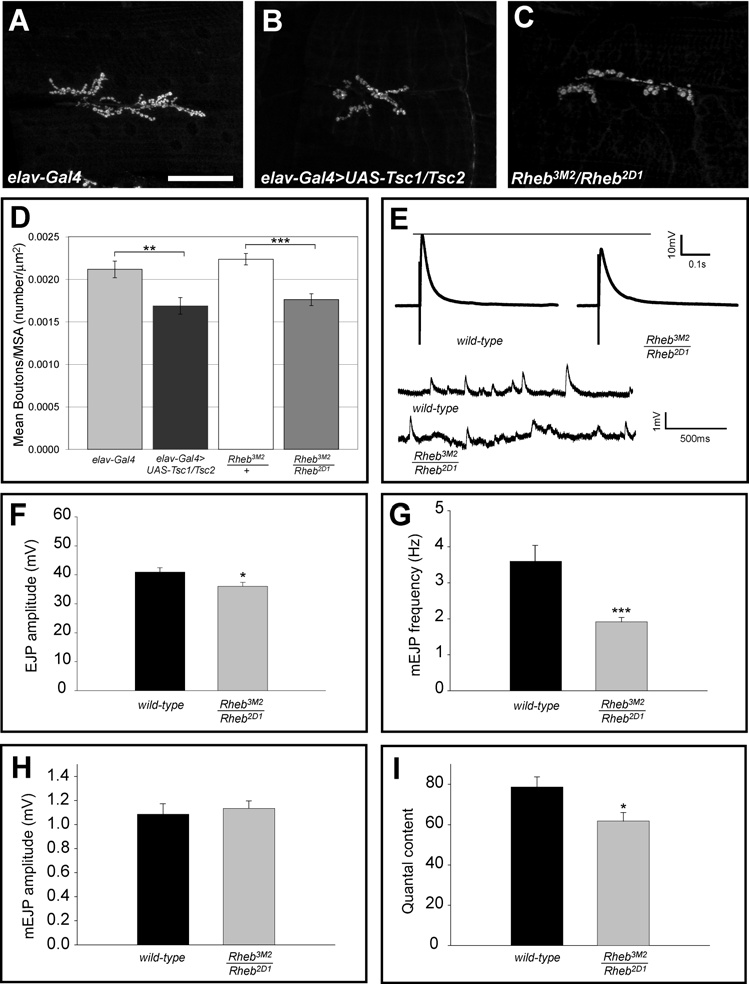 A
elav-Gal4
B
elav-Gal4>UAS-Tsc1/Tsc2
C
Rheb3M2/Rheb2D1
D
Mean Boutons/MSA (number/µm2)
0.0025
0.0020
0.0015
0.0010
0.0005
0.0000
**
***
elav-Gal4
elav-Gal4>
UAS-Tsc1/Tsc2
Rheb3M2
+
Rheb3M2
Rheb2D1
E
10mV
0.1s
wild-type
Rheb3M2
Rheb2D1
wild-type
Rheb3M2
Rheb2D1
1mV
500ms
F
EJP amplitude (mV)
60
50
40
30
20
10
0
*
wild-type
Rheb3M2
Rheb2D1
G
mEJP frequency (Hz)
5
4
3
2
1
0
***
wild-type
Rheb3M2
Rheb2D1
H
mEJP amplitude (mV)
1.4
1.2
1.0
0.8
0.6
0.4
0.2
0.0
wild-type
Rheb3M2
Rheb2D1
I
Quantal content
80
60
40
20
0
*
wild-type
Rheb3M2
Rheb2D1